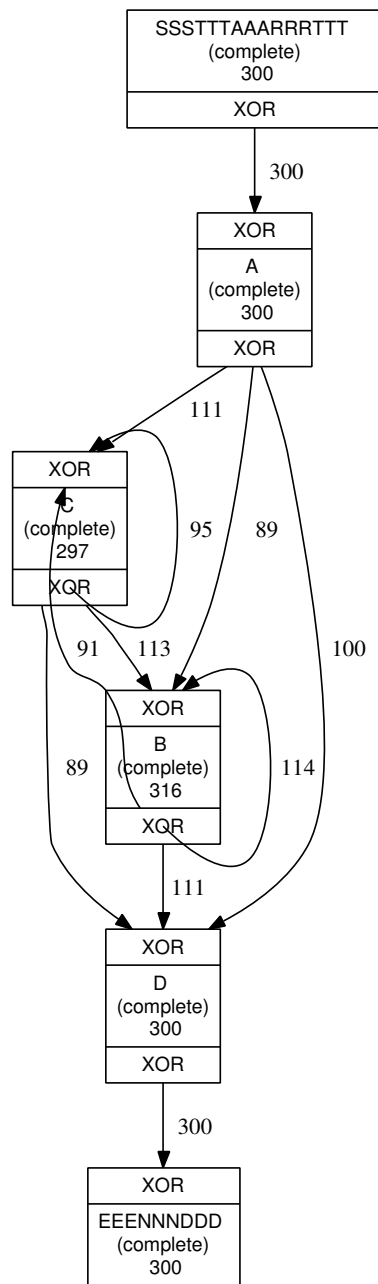 SSSTTTAAARRRTTT
(complete)
300
XOR
300
XOR
A
(complete)
300
XOR
111
XOR
C
(complete)
297
XOR
95
89
100
91
113
XOR
B
(complete)
316
XOR
89
114
111
XOR
D
(complete)
300
XOR
300
XOR
EEENNNDDD
(complete)
300